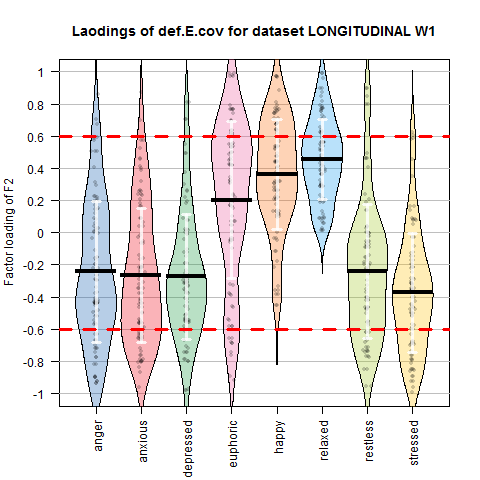 Laodings of def.E.cov for dataset LONGITUDINAL W1
Factor loading of F2
1
0.8
0.6
0.4
0.2
0
-0.2
-0.4
-0.6
-0.8
-1
anger
anxious
depressed
euphoric
happy
relaxed
restless
stressed